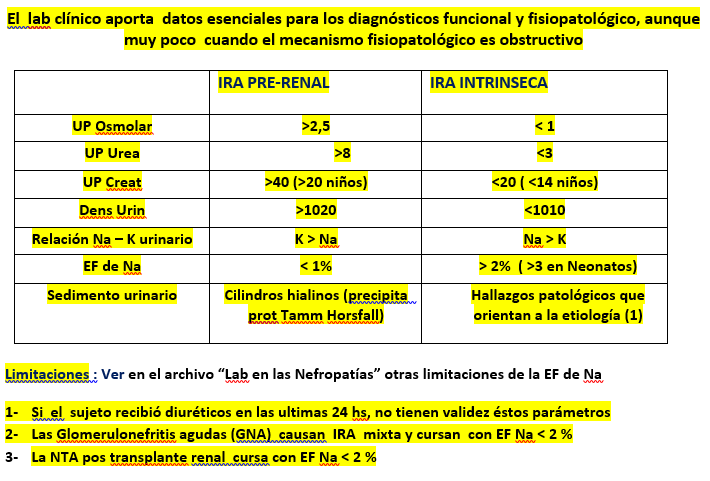 El  lab clínico aporta  datos esenciales para los diagnósticos funcional y fisiopatológico, aunque
muy poco  cuando el mecanismo fisiopatológico es obstructivo
IRA PRE-RENAL IRA INTRINSECA
UP Osmolar >2,5 < 1
UP Urea >8 <3
UP Creat >40 (>20 niños) <20 ( <14 niños)
Dens Urin >1020 <1010
Relación Na – K urinario K > Na Na > K
EF de Na < 1% > 2%  ( >3 en Neonatos)
Sedimento urinario Cilindros hialinos (precipita Hallazgos patológicos que
prot Tamm Horsfall) orientan a la etiología (1)
Limitaciones : Ver en el archivo “Lab en las Nefropatías” otras limitaciones de la EF de Na
1- Si  el  sujeto recibió diuréticos en las ultimas 24 hs, no tienen validez éstos parámetros
2- Las Glomerulonefritis agudas (GNA)  causan  IRA  mixta y cursan  con EF Na < 2 %
3- La NTA pos transplante renal  cursa con EF Na < 2 %